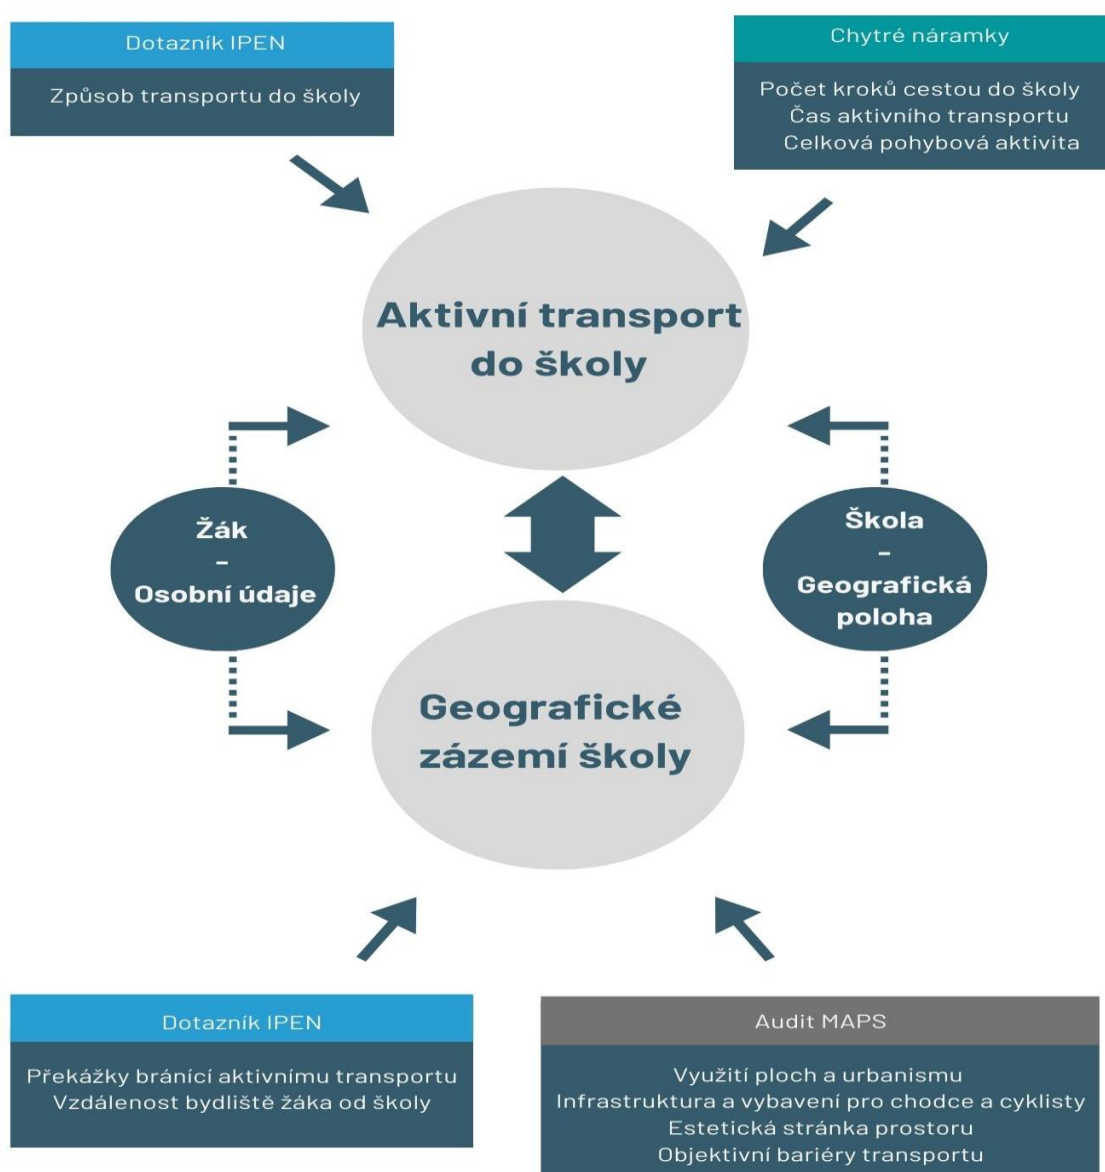 Dotazník IPEN
Způsob transportu do školy
Chytré náramky
Počet kroků cestou do školy
Čas aktivního transportu
Celková pohybová aktivita
Aktivní transport
do školy
Žák
–
Osobní údaje
Škola
–
Geografická
poloha
Geografické
zázemí školy
Dotazník IPEN
Překážky bránící aktivnímu transportu
Vzdálenost bydliště žáka od školy
Audit MAPS
Využití ploch a urbanismu
Infrastruktura a vybavení pro chodce a cyklisty
Estetická stránka prostoru
Objektivní bariéry transportu